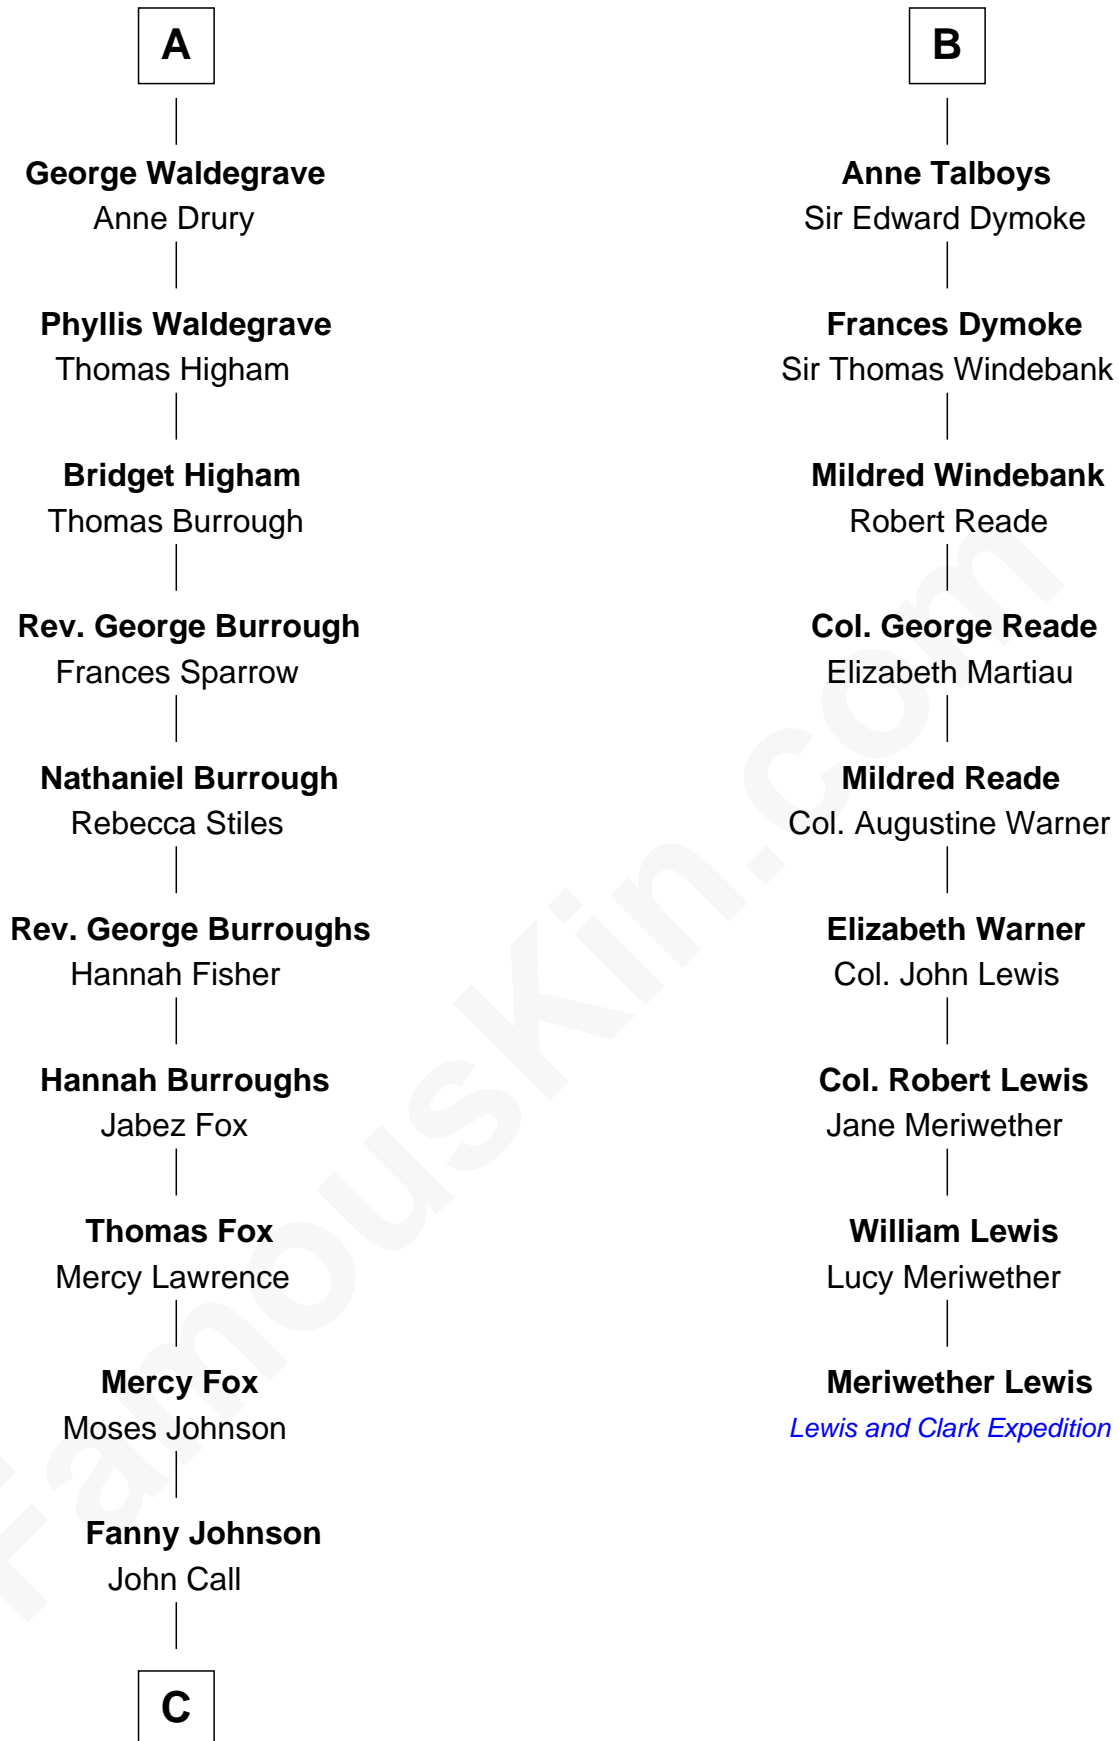 A
George Waldegrave
Anne Drury
Phyllis Waldegrave
Thomas Higham
Bridget Higham
Thomas Burrough
Rev. George Burrough
Frances Sparrow
Nathaniel Burrough
Rebecca Stiles
Rev. George Burroughs
Hannah Fisher
Hannah Burroughs
Jabez Fox
Thomas Fox
Mercy Lawrence
Mercy Fox
Moses Johnson
Fanny Johnson
John Call
C
B
Anne Talboys
Sir Edward Dymoke
Frances Dymoke
Sir Thomas Windebank
Mildred Windebank
Robert Reade
Col. George Reade
Elizabeth Martiau
Mildred Reade
Col. Augustine Warner
Elizabeth Warner
Col. John Lewis
Col. Robert Lewis
Jane Meriwether
William Lewis
Lucy Meriwether
Meriwether Lewis
Lewis and Clark Expedition
FamousKin.com